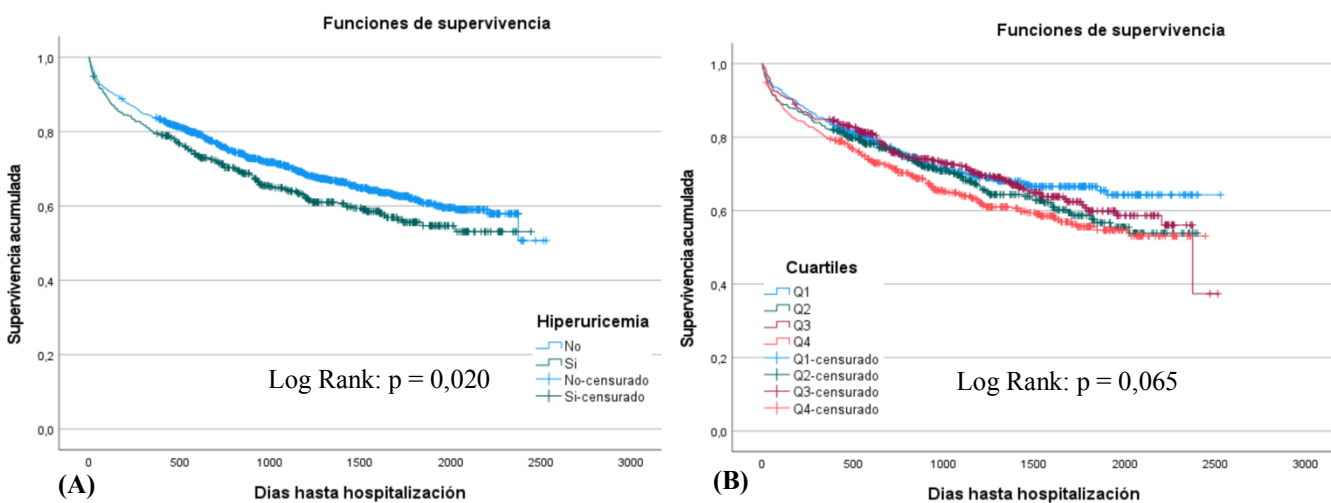 Funciones de supervivencia
1,0
0,8
0,6
0,4
0,2
0,0
Supervivencia acumulada
Hiperuricemia
No
Si
No-censurado
Si-censurado
Log Rank: p = 0,020
0 500 1000 1500 2000 2500 3000
(A)
Dias hasta hospitalización
Funciones de supervivencia
1,0
0,8
0,6
0,4
0,2
0,0
Supervivencia acumulada
Cuartiles
Q1
Q2
Q3
Q4
Q1-censurado
Q2-censurado
Q3-censurado
Q4-censurado
Log Rank: p = 0,065
0 500 1000 1500 2000 2500 3000
(B)
Dias hasta hospitalización